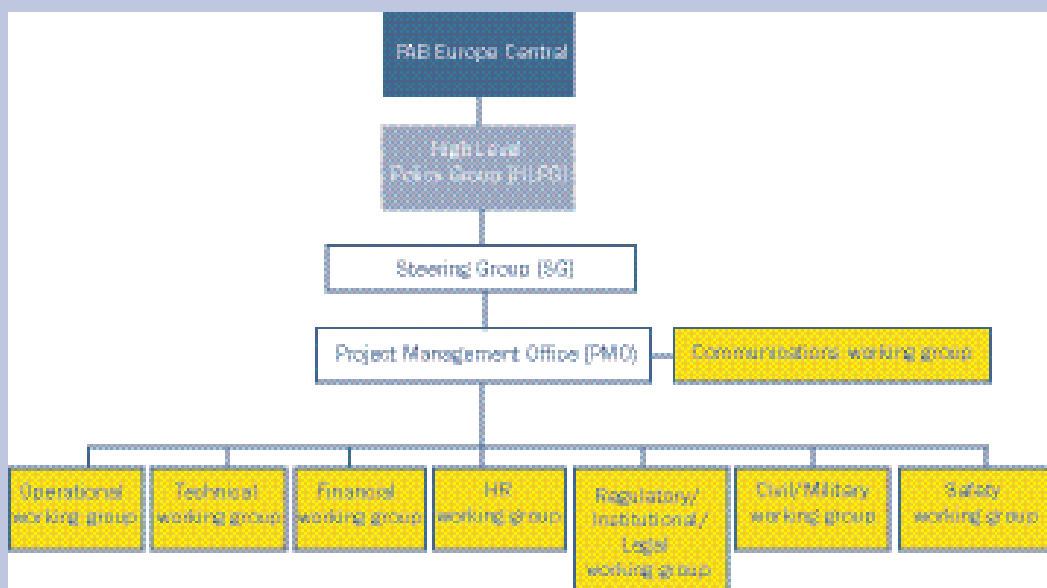 FAB Europe Central
High Level
Policy Group (HLPG)
Steering Group (SG)
Project Management Office (PMO)
Communications working group
Operational
working group
Technical
working group
Financial
working group
HR
working group
Regulatory/
Institutional/
Legal
working group
Civil/Military
working group
Safety
working group